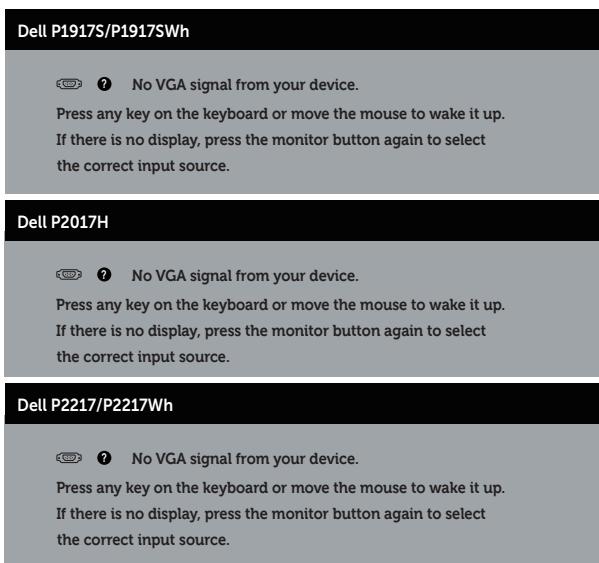 Dell P1917S/P1917SWh
? No VGA signal from your device.
Press any key on the keyboard or move the mouse to wake it up.
If there is no display, press the monitor button again to select
the correct input source.
Dell P2017H
? No VGA signal from your device.
Press any key on the keyboard or move the mouse to wake it up.
If there is no display, press the monitor button again to select
the correct input source.
Dell P2217/P2217Wh
? No VGA signal from your device.
Press any key on the keyboard or move the mouse to wake it up.
If there is no display, press the monitor button again to select
the correct input source.